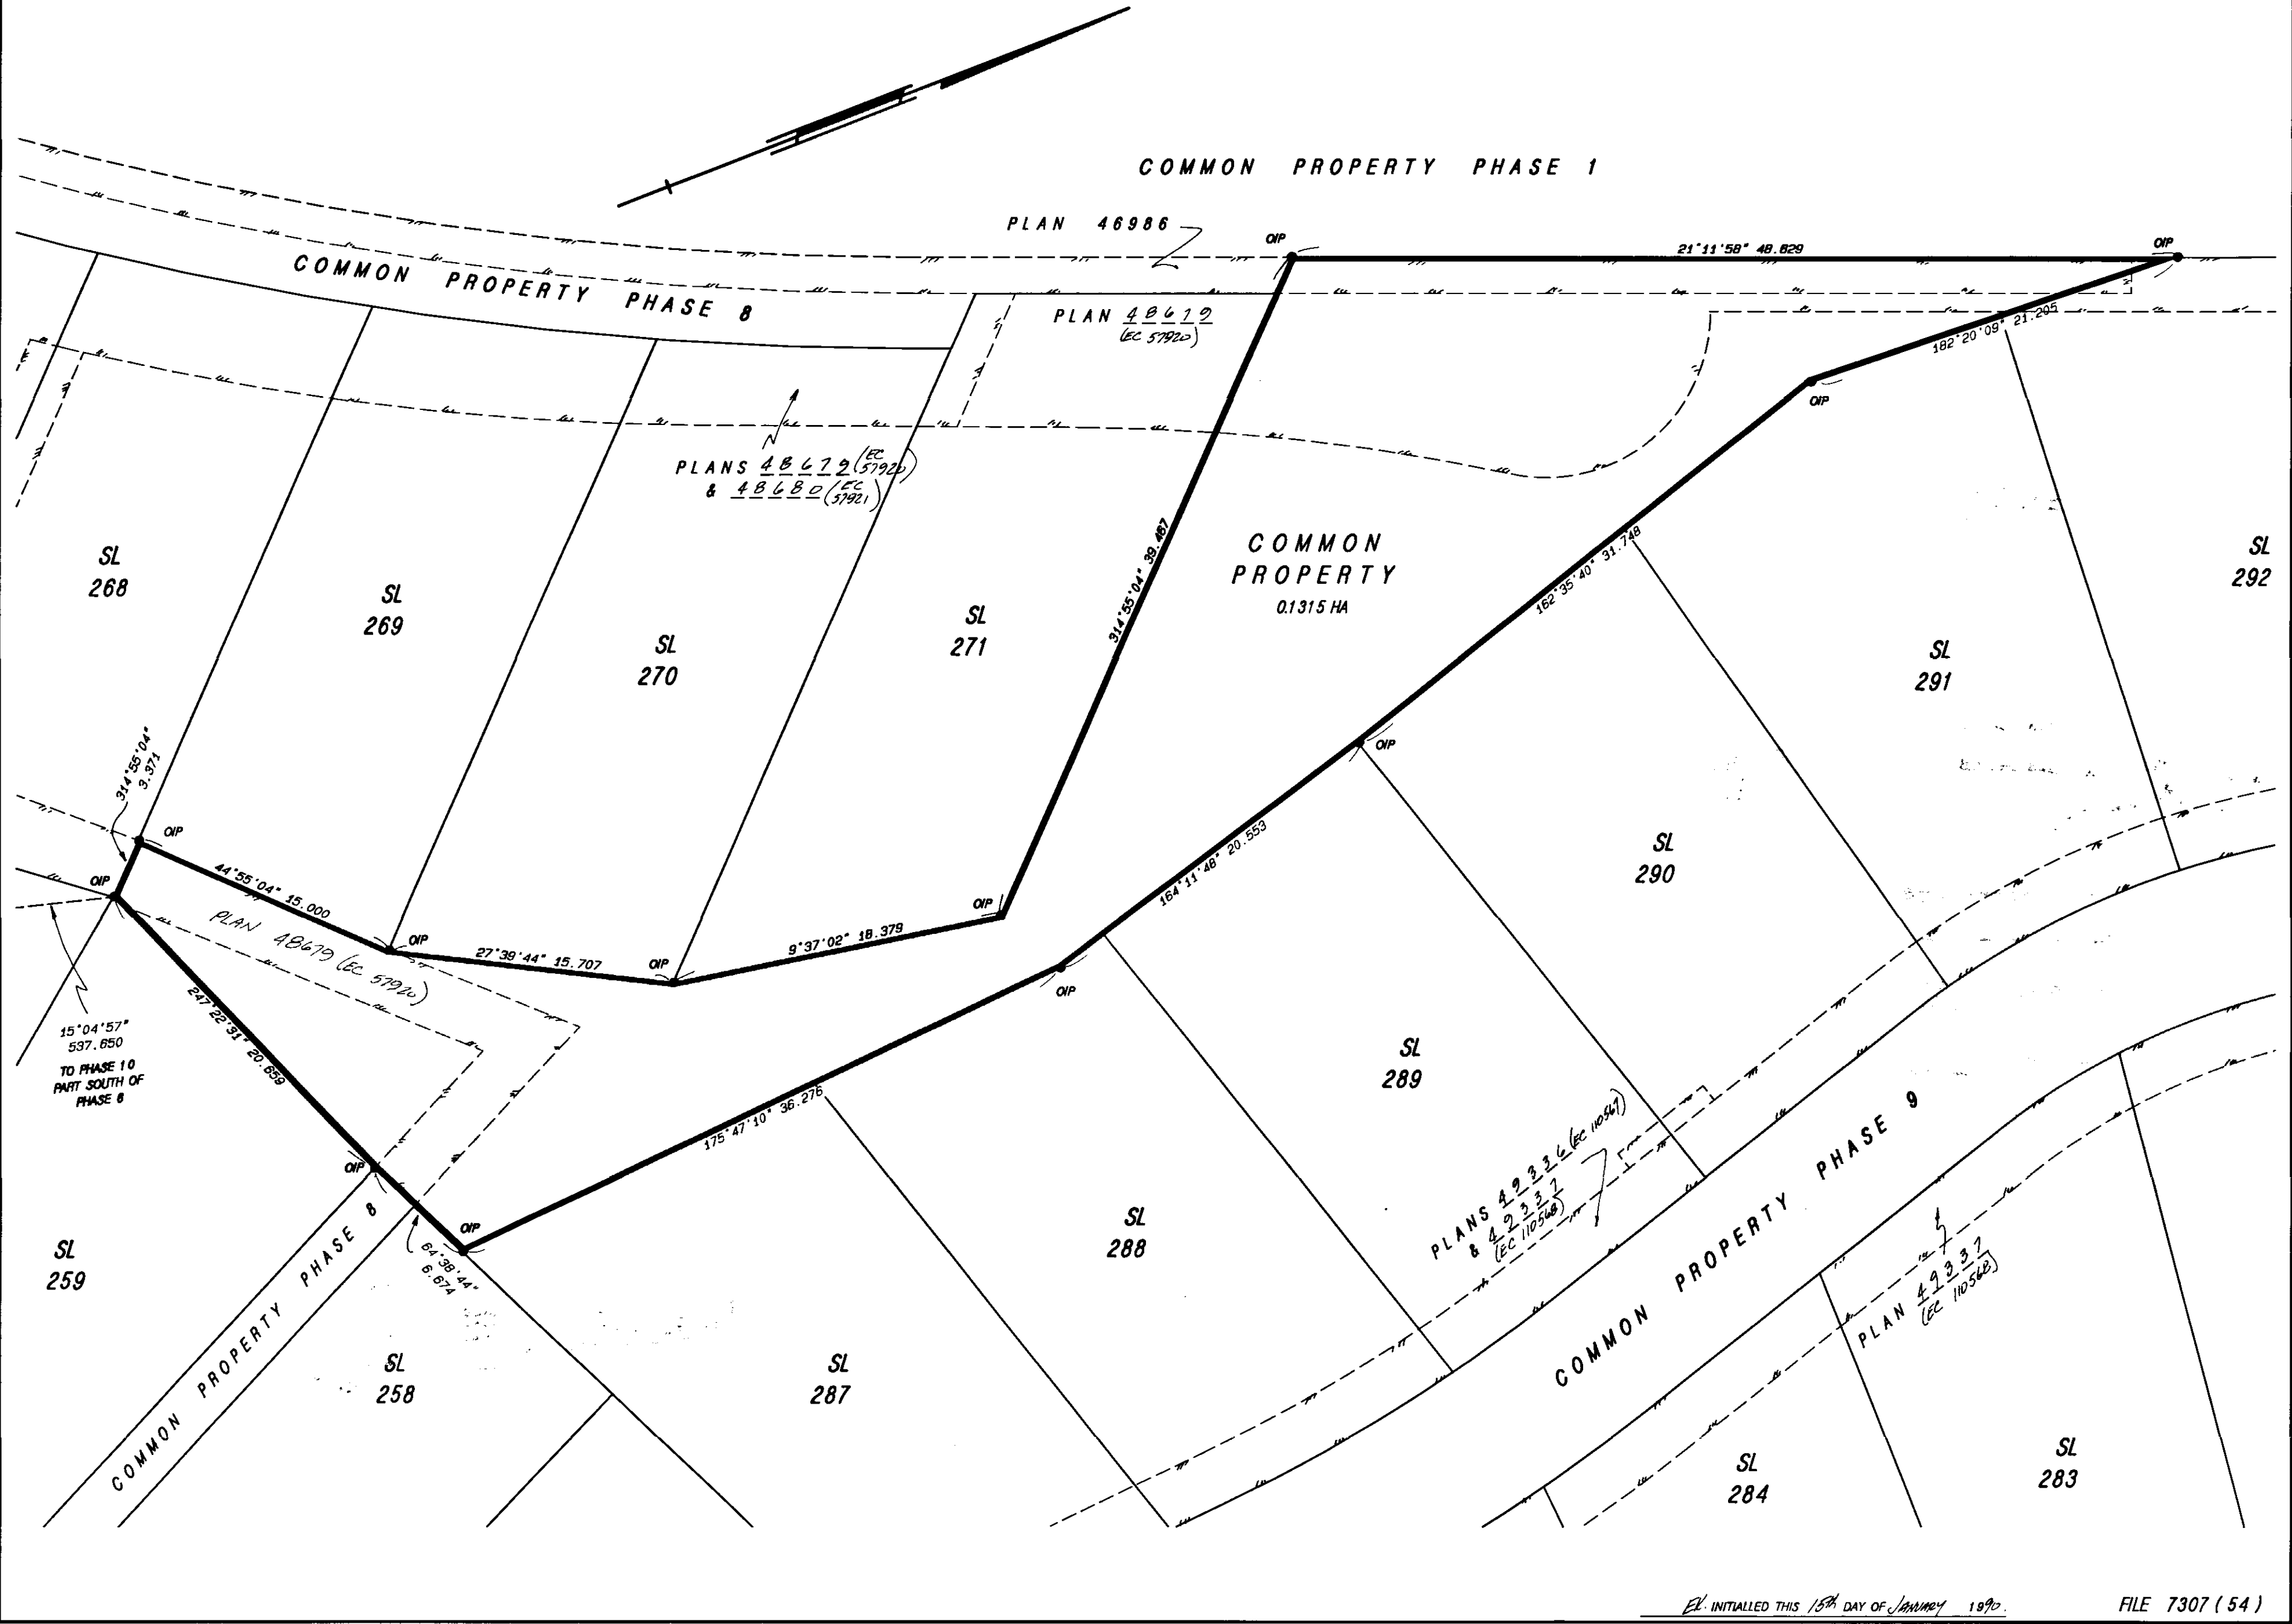 COMMON PROPERTY PHASE 1
PLAN 46986
OIP
21°11'58" 48.829
OIP
COMMON PROPERTY PHASE 8
PLAN 48679
(EC 57920)
182°20'09" 21.205
OIP
PLANS 48679 (EC 57920)
& 48680 (EC 57921)
314°55'04" 39.487
COMMON
PROPERTY
0.1315 HA
162°35'40" 31.748
SL
268
SL
269
SL
270
SL
271
SL
292
SL
291
314°55'04"
3.371
OIP
OIP
OIP
44°55'04" 15.000
PLAN 48679 (EC 57920)
OIP
27°39'44" 15.707
OIP
9°37'02" 18.379
OIP
164°11'48" 20.553
OIP
SL
290
15°04'57"
537.650
TO PHASE 10
PART SOUTH OF
PHASE 6
247°22'31" 20.659
175°47'10" 36.276
SL
289
OIP
OIP
64°38'44"
6.674
SL
259
COMMON PROPERTY PHASE 8
SL
258
SL
287
SL
288
PLANS 49336 (EC 110567)
& 49337
(EC 110568)
COMMON PROPERTY PHASE 9
PLAN 49337
(EC 110568)
SL
284
SL
283
INITIALLED THIS 15th DAY OF JANUARY 1990.
FILE 7307 (54)